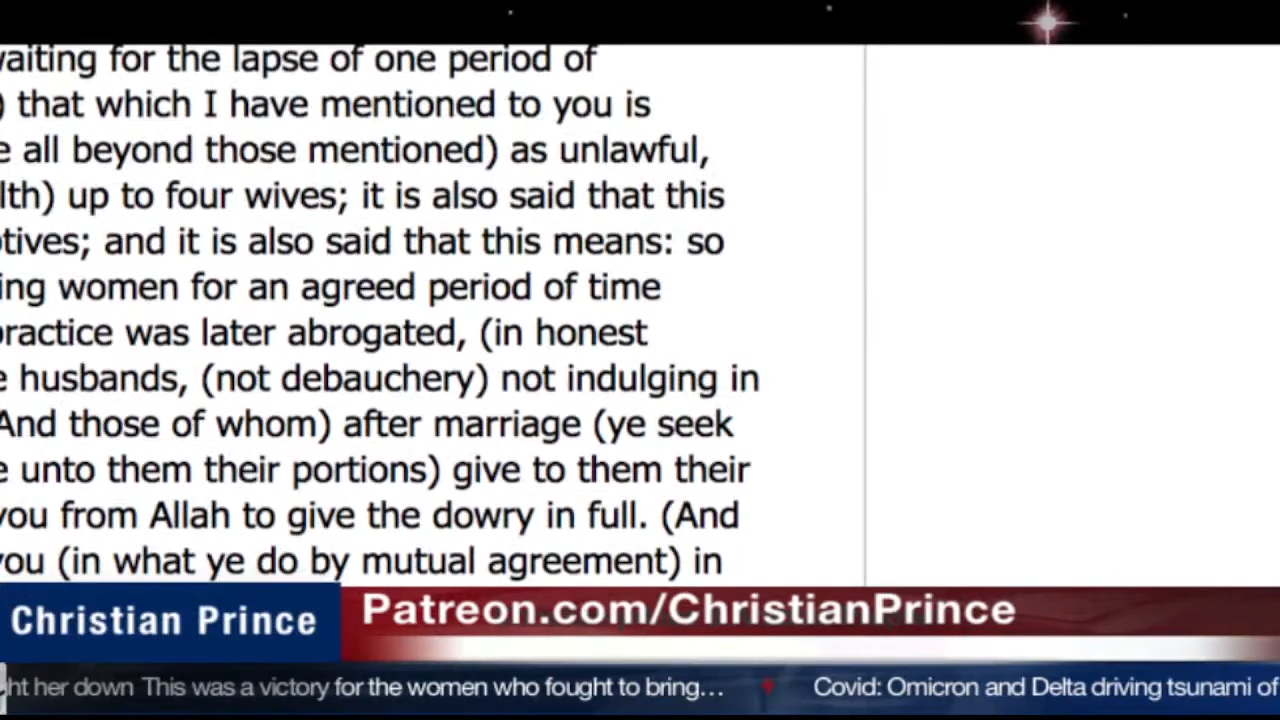 waiting for the lapse of one period of
) that which I have mentioned to you is
e all beyond those mentioned) as unlawful,
lth) up to four wives; it is also said that this
otives; and it is also said that this means: so
ing women for an agreed period of time
practice was later abrogated, (in honest
e husbands, (not debauchery) not indulging in
And those of whom) after marriage (ye seek
e unto them their portions) give to them their
you from Allah to give the dowry in full. (And
you (in what ye do by mutual agreement) in
Christian Prince
Patreon.com/ChristianPrince
ht her down This was a victory for the women who fought to bring... Covid: Omicron and Delta driving tsunami of